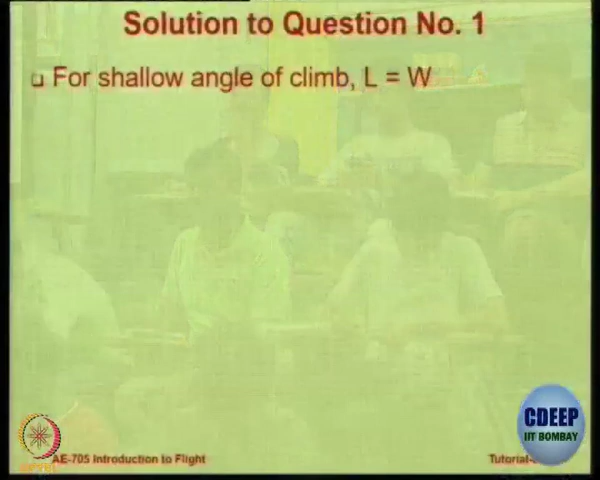 Solution to Question No. 1
For shallow angle of climb, L = W
CDEEP
IIT BOMBAY
AE-705 Introduction to Flight
Tutorial-